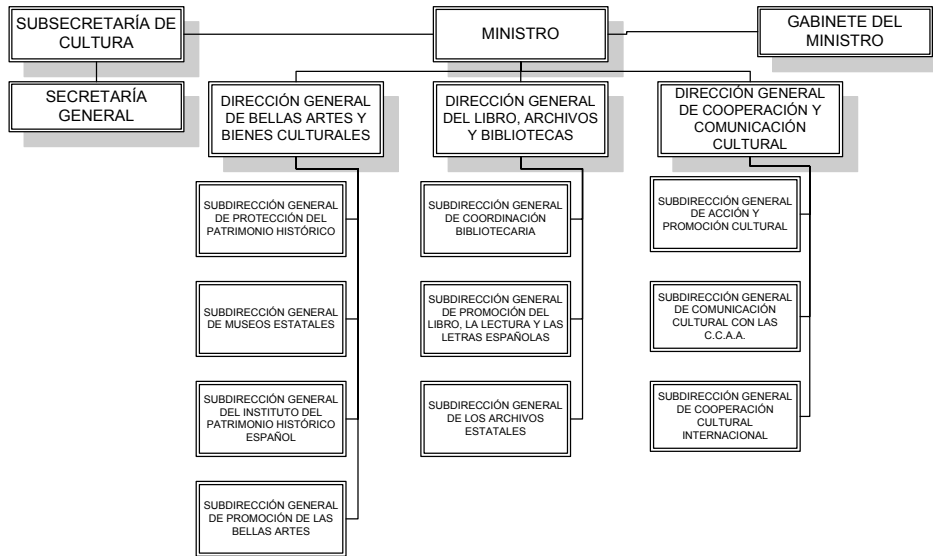 SUBSECRETARÍA DE
CULTURA
MINISTRO
GABINETE DEL
MINISTRO
SECRETARÍA
GENERAL
DIRECCIÓN GENERAL
DE BELLAS ARTES Y
BIENES CULTURALES
DIRECCIÓN GENERAL
DEL LIBRO, ARCHIVOS
Y BIBLIOTECAS
DIRECCIÓN GENERAL
DE COOPERACIÓN Y
COMUNICACIÓN
CULTURAL
SUBDIRECCIÓN GENERAL
DE PROTECCIÓN DEL
PATRIMONIO HISTÓRICO
SUBDIRECCIÓN GENERAL
DE COORDINACIÓN
BIBLIOTECARIA
SUBDIRECCIÓN GENERAL
DE ACCIÓN Y
PROMOCIÓN CULTURAL
SUBDIRECCIÓN GENERAL
DE MUSEOS ESTATALES
SUBDIRECCIÓN GENERAL
DE PROMOCIÓN DEL
LIBRO, LA LECTURA Y LAS
LETRAS ESPAÑOLAS
SUBDIRECCIÓN GENERAL
DE COMUNICACIÓN
CULTURAL CON LAS
C.C.A.A.
SUBDIRECCIÓN GENERAL
DEL INSTITUTO DEL
PATRIMONIO HISTÓRICO
ESPAÑOL
SUBDIRECCIÓN GENERAL
DE LOS ARCHIVOS
ESTATALES
SUBDIRECCIÓN GENERAL
DE COOPERACIÓN
CULTURAL
INTERNACIONAL
SUBDIRECCIÓN GENERAL
DE PROMOCIÓN DE LAS
BELLAS ARTES